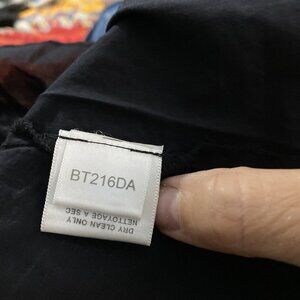 BT216DA
DRY CLEAN ONLY
NETTOYAGE A SEC